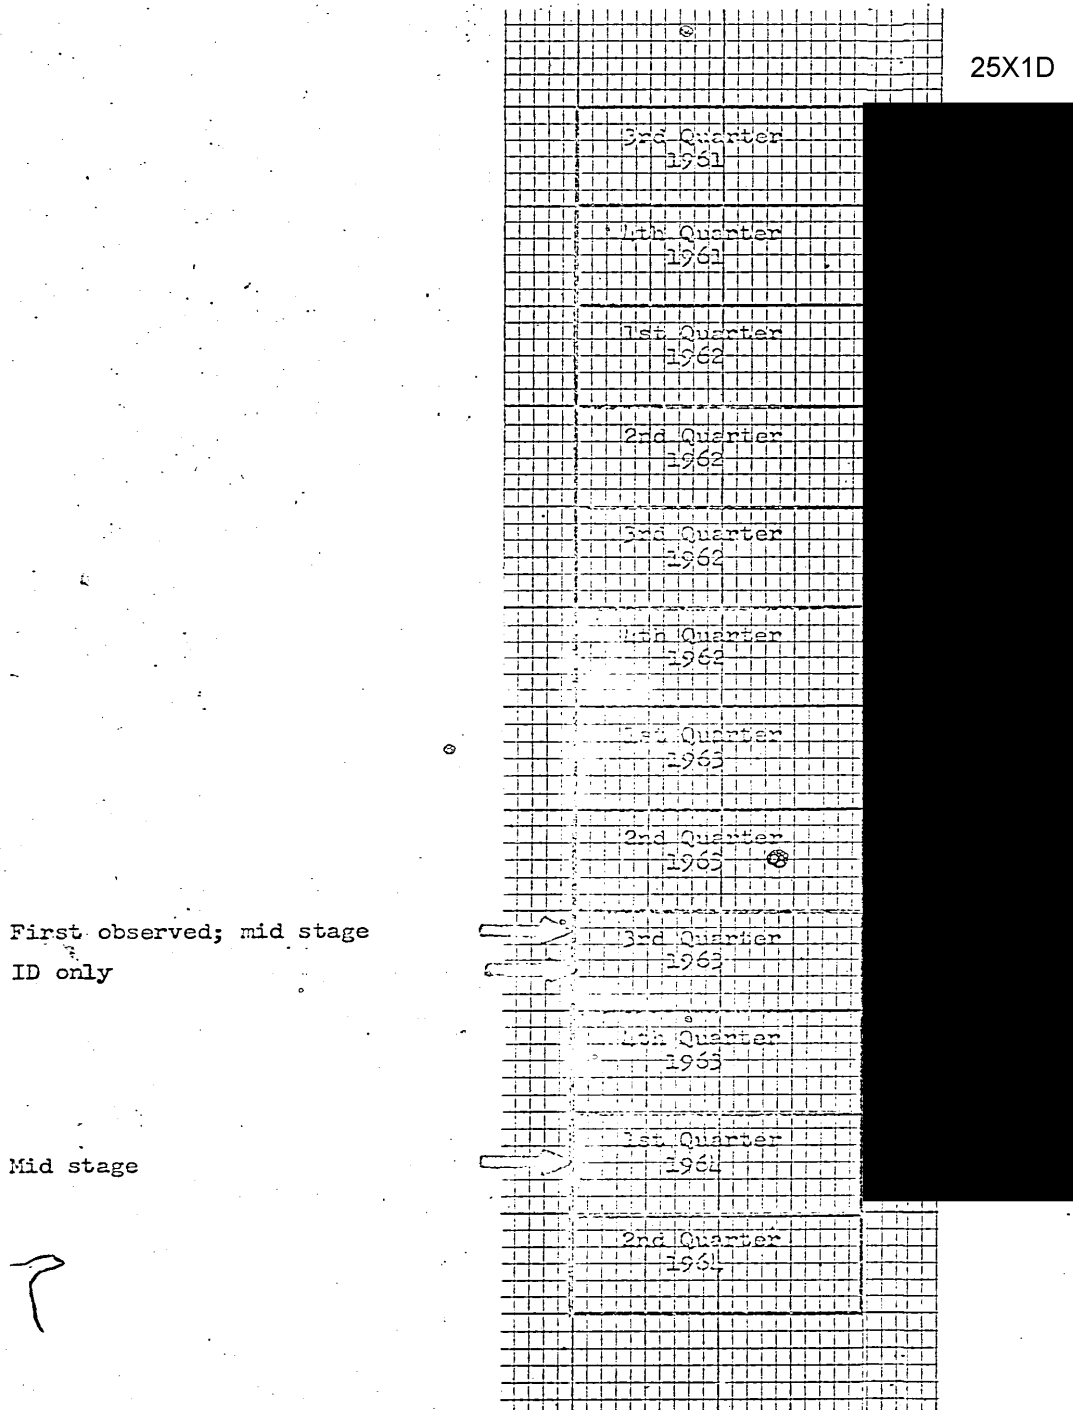 25X1D
3rd Quarter
1961
4th Quarter
1961
1st Quarter
1962
2nd Quarter
1962
3rd Quarter
1962
4th Quarter
1962
1st Quarter
1963
2nd Quarter
1963
First observed; mid stage
3rd Quarter
1963
ID only
4th Quarter
1963
1st Quarter
1964
Mid stage
2nd Quarter
1964